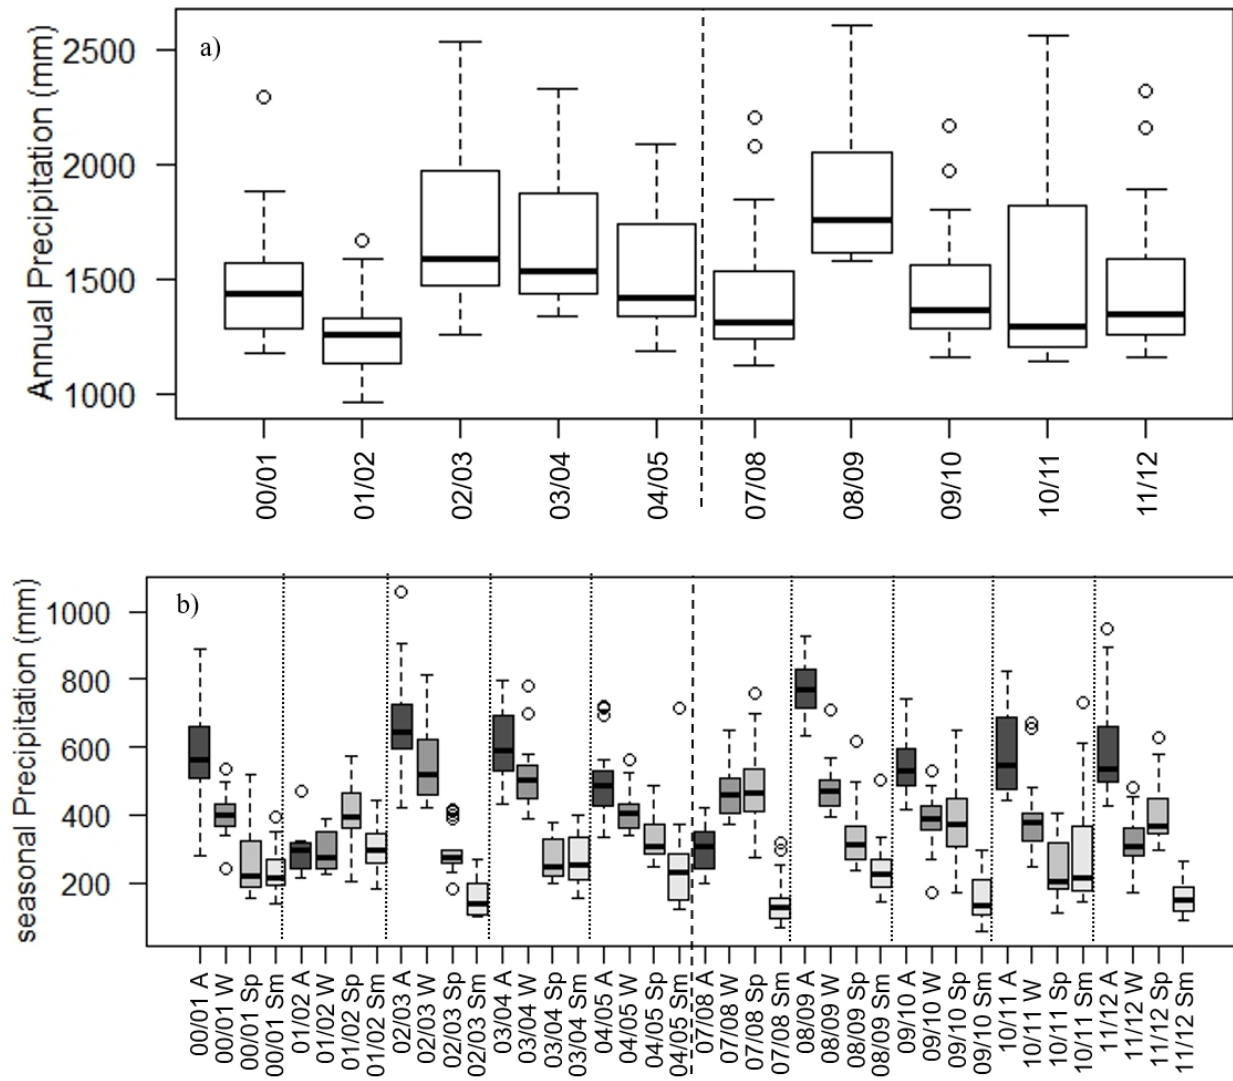 a)
Annual Precipitation (mm)
2500
2000
1500
1000
00/01
01/02
02/03
03/04
04/05
07/08
08/09
09/10
10/11
11/12
b)
seasonal Precipitation (mm)
1000
800
600
400
200
00/01 A
00/01 W
00/01 Sp
00/01 Sm
01/02 A
01/02 W
01/02 Sp
01/02 Sm
02/03 A
02/03 W
02/03 Sp
02/03 Sm
03/04 A
03/04 W
03/04 Sp
03/04 Sm
04/05 A
04/05 W
04/05 Sp
04/05 Sm
07/08 A
07/08 W
07/08 Sp
07/08 Sm
08/09 A
08/09 W
08/09 Sp
08/09 Sm
09/10 A
09/10 W
09/10 Sp
09/10 Sm
10/11 A
10/11 W
10/11 Sp
10/11 Sm
11/12 A
11/12 W
11/12 Sp
11/12 Sm